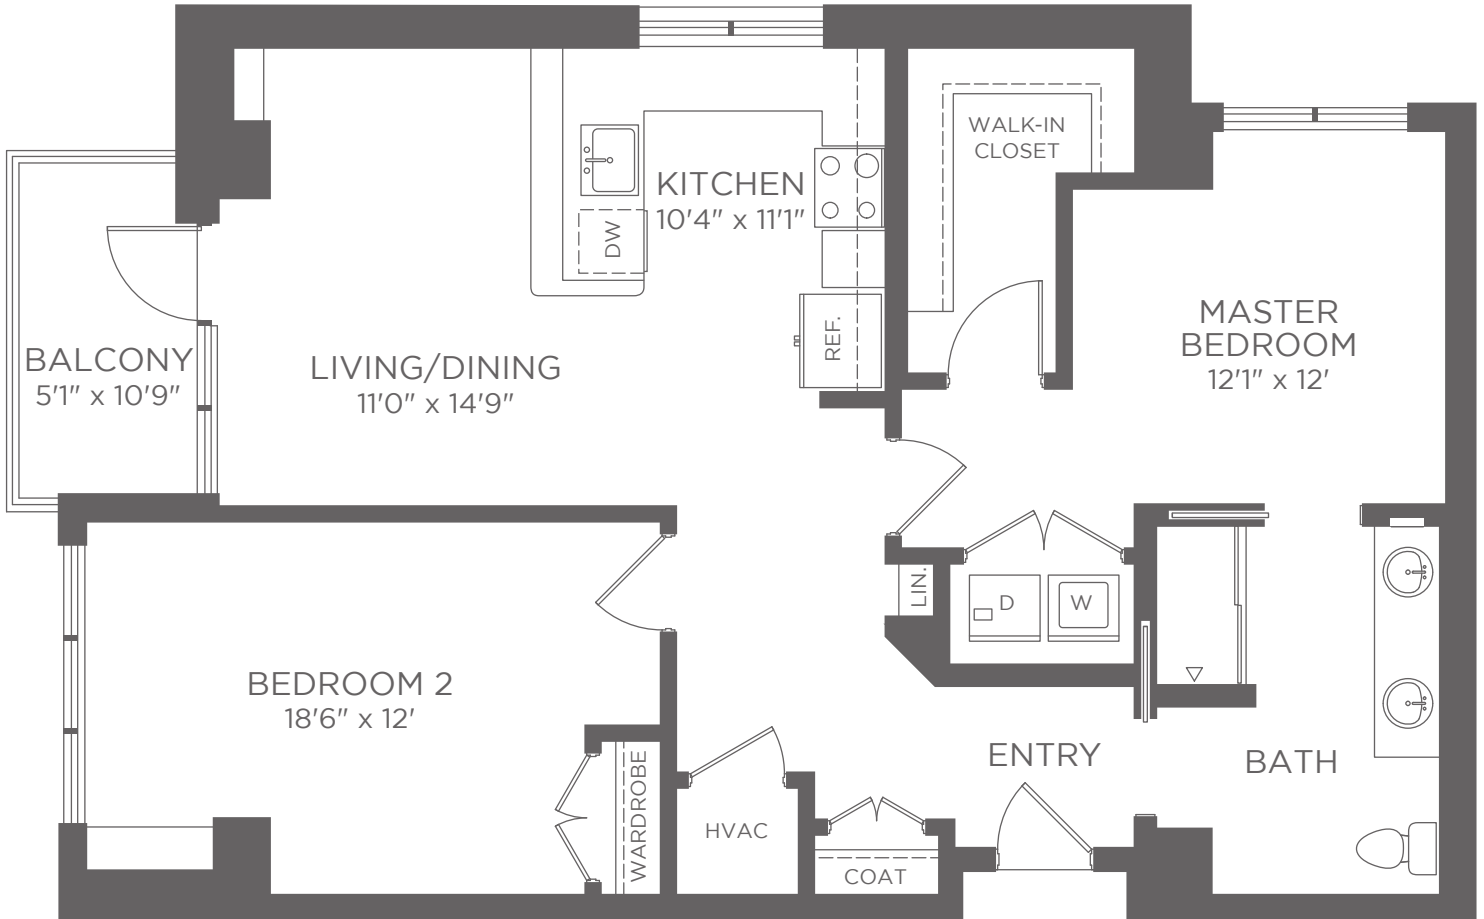 WALK-IN
CLOSET
KITCHEN
10'4" x 11'1"
DW
REF.
MASTER
BEDROOM
12'1" x 12'
BALCONY
5'1" x 10'9"
LIVING/DINING
11'0" x 14'9"
LIN.
D
W
BEDROOM 2
18'6" x 12'
WARDROBE
ENTRY
BATH
HVAC
COAT